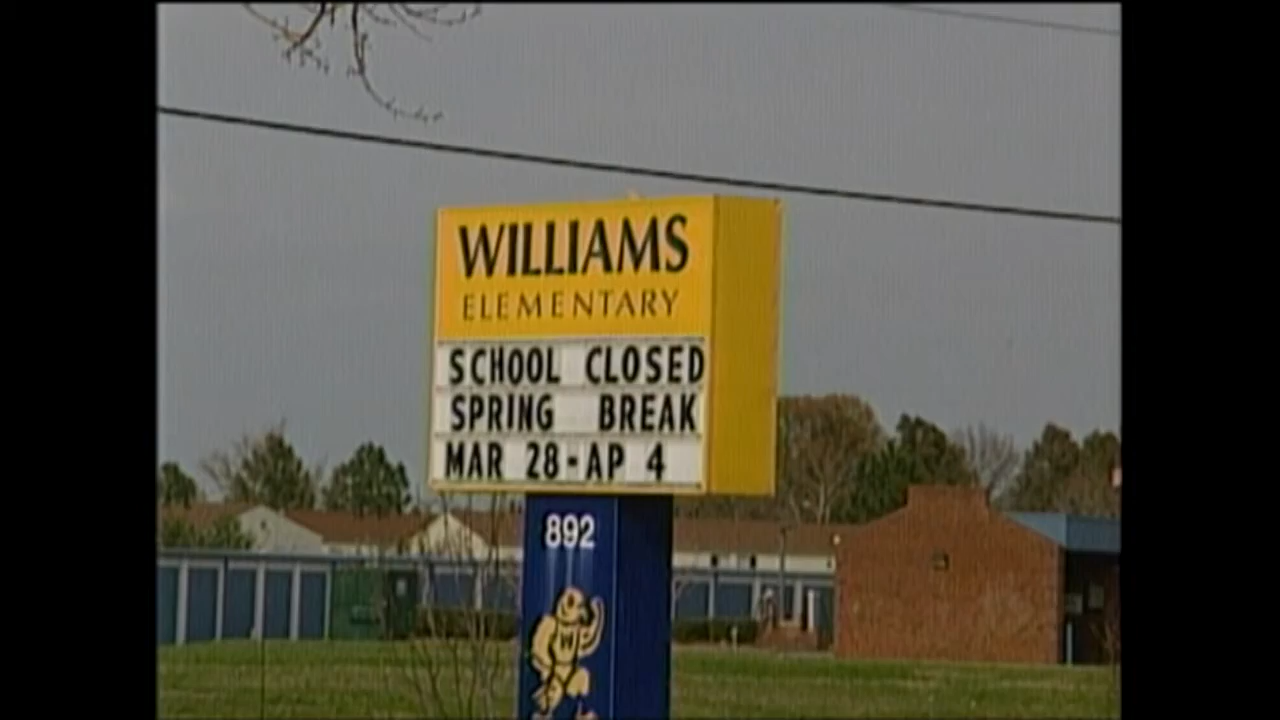 WILLIAMS
ELEMENTARY
SCHOOL CLOSED
SPRING BREAK
MAR 28-AP 4
892
W